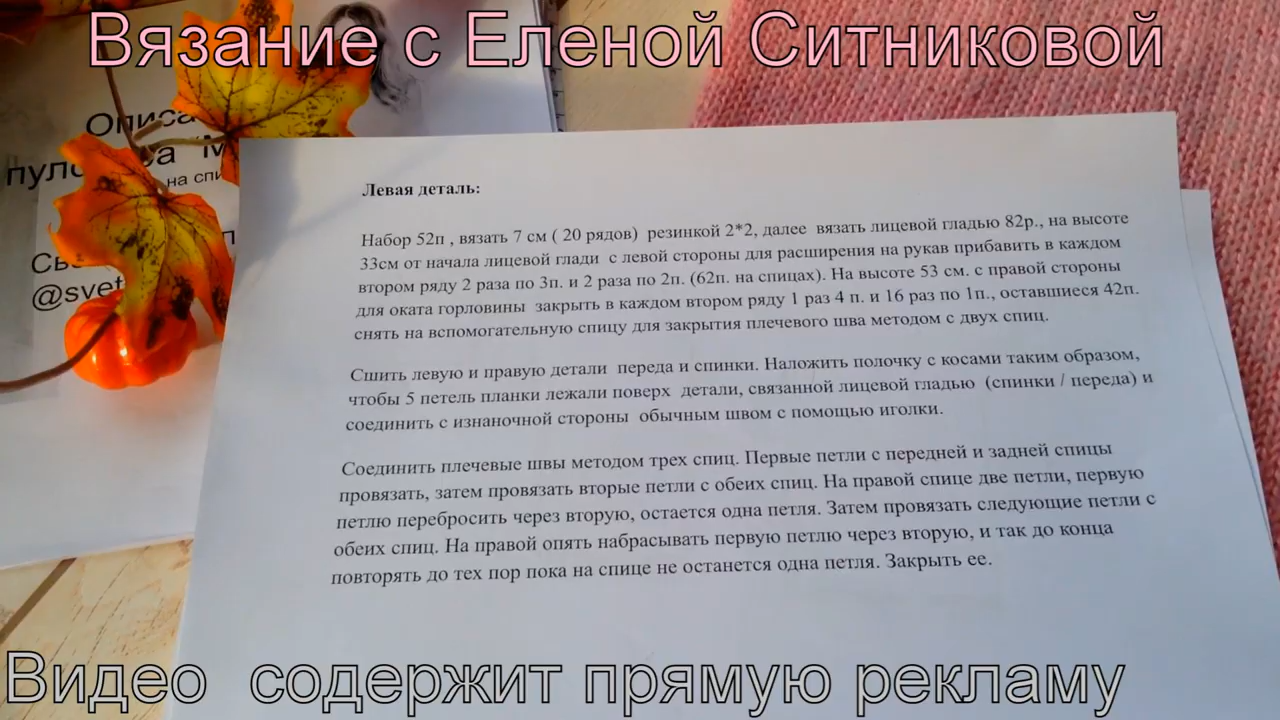 Вязание с Еленой Ситниковой
Описа
пуло
ра "М
на спи
Св
@svet
Левая деталь:
Набор 52п , вязать 7 см ( 20 рядов) резинкой 2*2, далее вязать лицевой гладью 82р., на высоте
33см от начала лицевой глади с левой стороны для расширения на рукав прибавить в каждом
втором ряду 2 раза по 3п. и 2 раза по 2п. (62п. на спицах). На высоте 53 см. с правой стороны
для оката горловины закрыть в каждом втором ряду 1 раз 4 п. и 16 раз по 1п., оставшиеся 42п.
снять на вспомогательную спицу для закрытия плечевого шва методом с двух спиц.
Сшить левую и правую детали переда и спинки. Наложить полочку с косами таким образом,
чтобы 5 петель планки лежали поверх детали, связанной лицевой гладью (спинки / переда) и
соединить с изнаночной стороны обычным швом с помощью иголки.
Соединить плечевые швы методом трех спиц. Первые петли с передней и задней спицы
провязать, затем провязать вторые петли с обеих спиц. На правой спице две петли, первую
петлю перебросить через вторую, остается одна петля. Затем провязать следующие петли с
обеих спиц. На правой опять набрасывать первую петлю через вторую, и так до конца
повторять до тех пор пока на спице не останется одна петля. Закрыть ее.
Видео содержит прямую рекламу